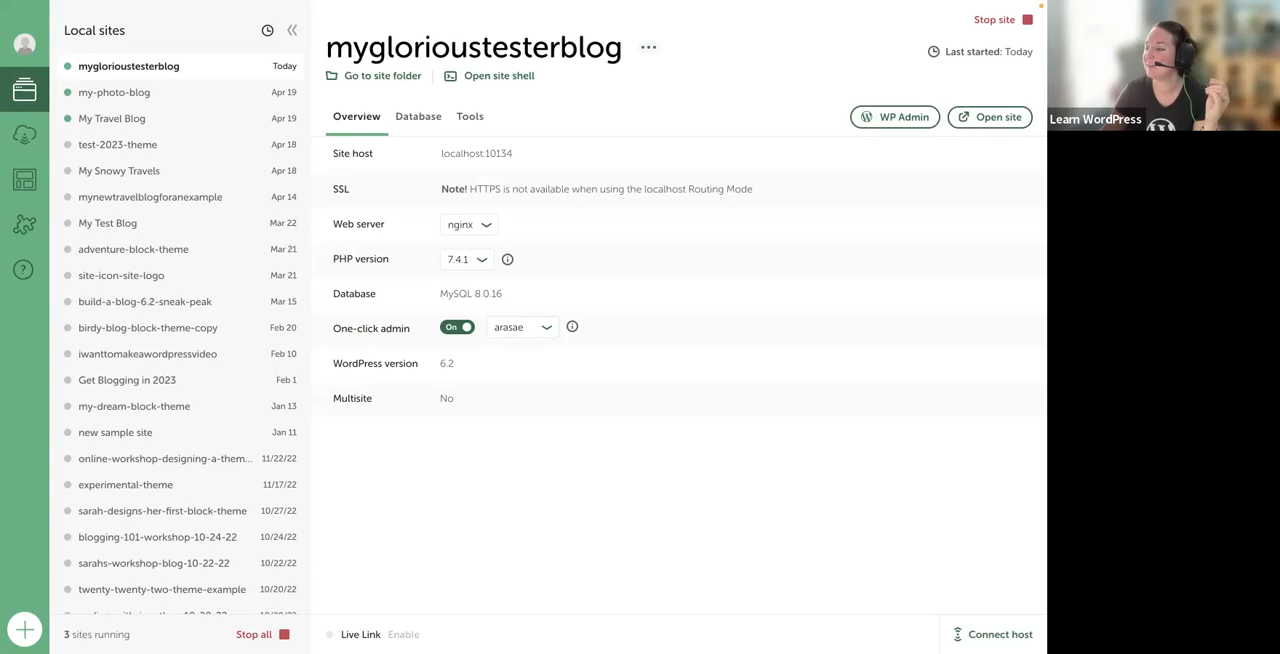 Local sites
myglorioustesterblog Today
my-photo-blog Apr 19
My Travel Blog Apr 19
test-2023-theme Apr 18
My Snowy Travels Apr 18
mynewtravelblogforanexample Apr 14
My Test Blog Mar 22
adventure-block-theme Mar 21
site-icon-site-logo Mar 21
build-a-blog-6.2-sneak-peak Mar 15
birdy-blog-block-theme-copy Feb 20
iwanttomakeawordpressvideo Feb 10
Get Blogging in 2023 Feb 1
my-dream-block-theme Jan 13
new sample site Jan 11
online-workshop-designing-a-them... 11/22/22
experimental-theme 11/17/22
sarah-designs-her-first-block-theme 10/27/22
blogging-101-workshop-10-24-22 10/24/22
sarahs-workshop-blog-10-22-22 10/22/22
twenty-twenty-two-theme-example 10/20/22
3 sites running Stop all
Stop site
myglorioustesterblog ...
Last started: Today
Go to site folder Open site shell
Overview Database Tools WP Admin Open site
Site host localhost:10134
SSL Note! HTTPS is not available when using the localhost Routing Mode
Web server nginx
PHP version 7.4.1
Database MySQL 8.0.16
One-click admin On arasae
WordPress version 6.2
Multisite No
Live Link Enable
Connect host
Learn WordPress